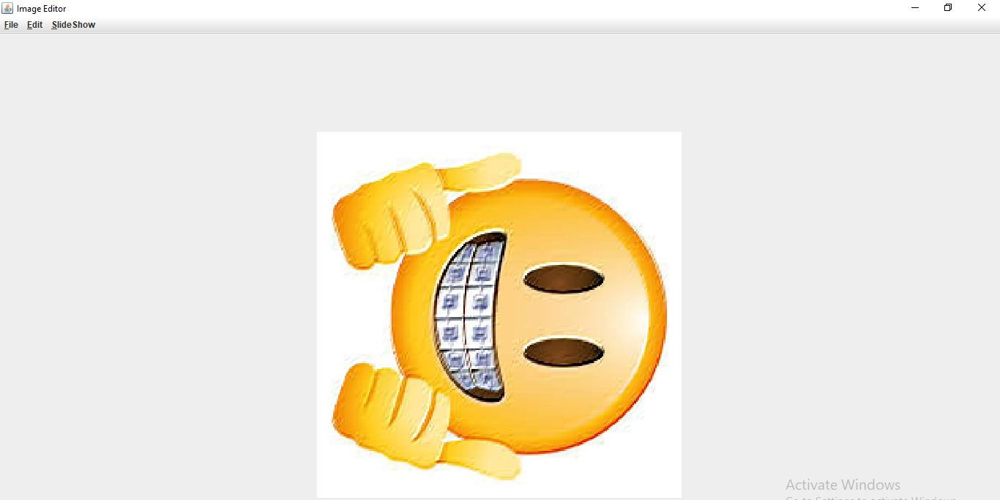 Image Editor
File Edit SlideShow
Activate Windows